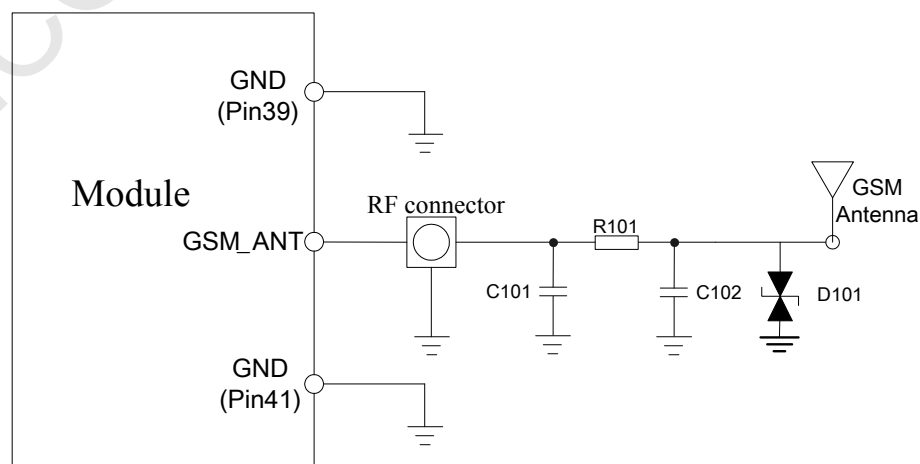 GND
(Pin39)
Module
RF connector
GSM
Antenna
R101
GSM_ANT
C101
C102
D101
GND
(Pin41)